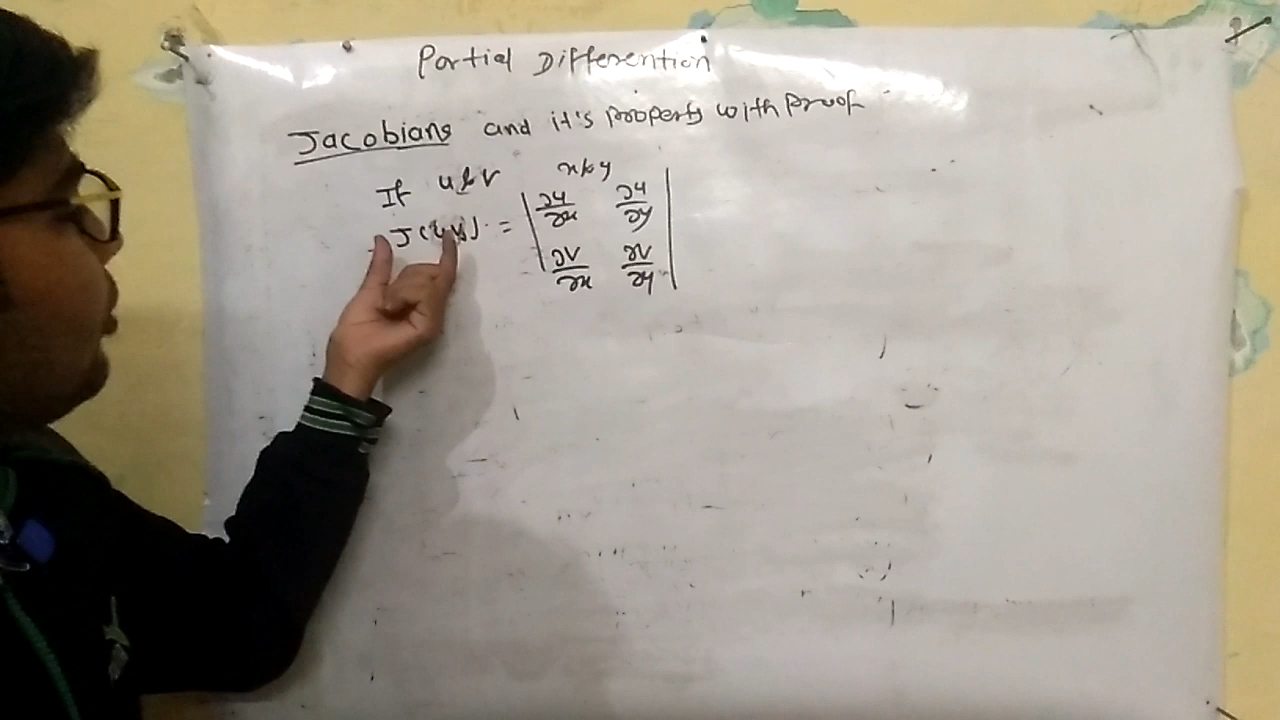 Partial Differention
Jacobians and it's property with proof
If u & v x & y
J(u,v) = | ∂u/∂x ∂u/∂y |
| ∂v/∂x ∂v/∂y |